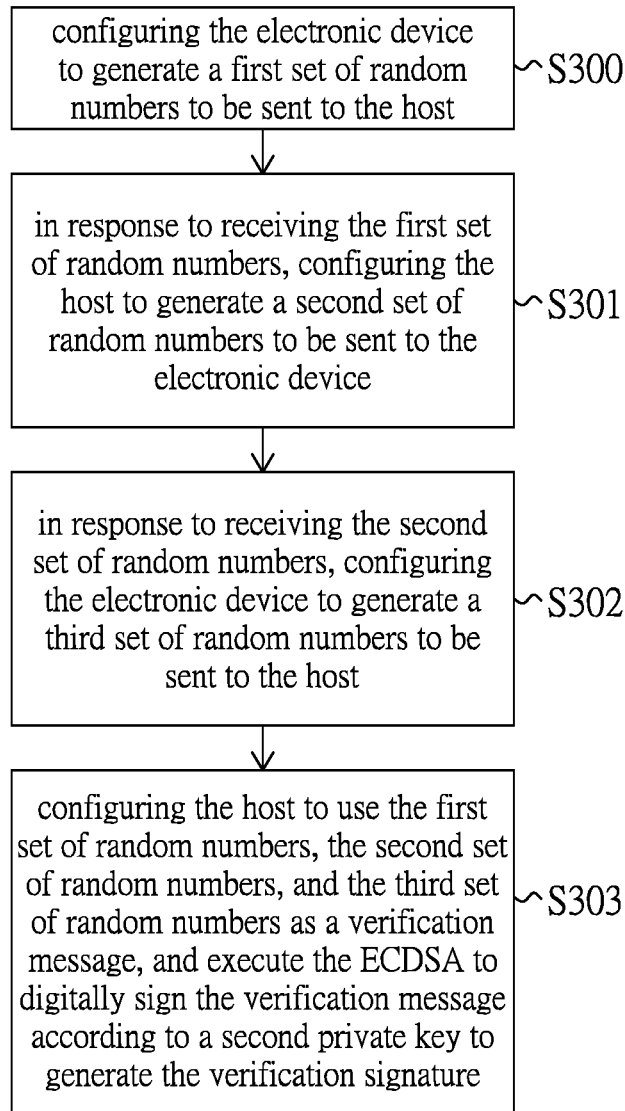 configuring the electronic device
to generate a first set of random
numbers to be sent to the host
S300
in response to receiving the first set
of random numbers, configuring the
host to generate a second set of
random numbers to be sent to the
electronic device
S301
in response to receiving the second
set of random numbers, configuring
the electronic device to generate a
third set of random numbers to be
sent to the host
S302
configuring the host to use the first
set of random numbers, the second set
of random numbers, and the third set
of random numbers as a verification
message, and execute the ECDSA to
digitally sign the verification message
according to a second private key to
generate the verification signature
S303